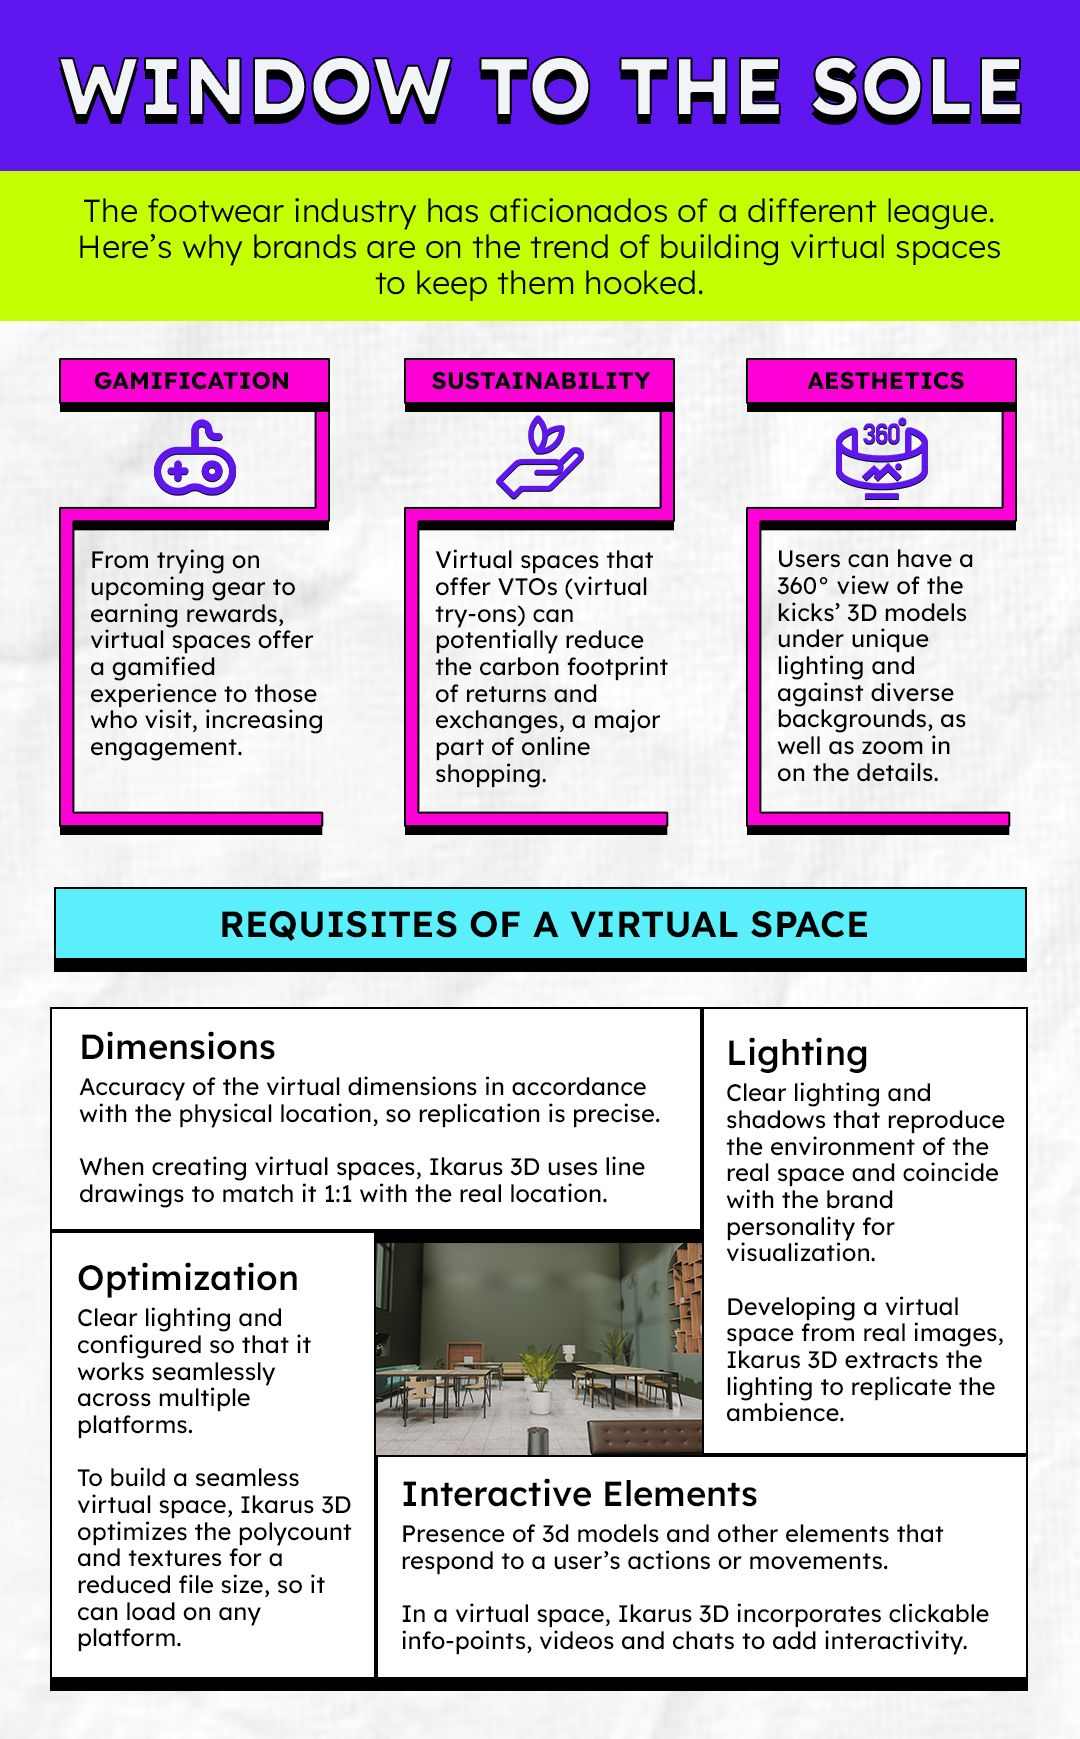 WINDOW TO THE SOLE
The footwear industry has aficionados of a different league.
Here’s why brands are on the trend of building virtual spaces
to keep them hooked.
GAMIFICATION
From trying on
upcoming gear to
earning rewards,
virtual spaces offer
a gamified
experience to those
who visit, increasing
engagement.
SUSTAINABILITY
Virtual spaces that
offer VTOs (virtual
try-ons) can
potentially reduce
the carbon footprint
of returns and
exchanges, a major
part of online
shopping.
AESTHETICS
360°
Users can have a
360° view of the
kicks’ 3D models
under unique
lighting and
against diverse
backgrounds, as
well as zoom in
on the details.
REQUISITES OF A VIRTUAL SPACE
Dimensions
Accuracy of the virtual dimensions in accordance
with the physical location, so replication is precise.
When creating virtual spaces, Ikarus 3D uses line
drawings to match it 1:1 with the real location.
Lighting
Clear lighting and
shadows that reproduce
the environment of the
real space and coincide
with the brand
personality for
visualization.
Developing a virtual
space from real images,
Ikarus 3D extracts the
lighting to replicate the
ambience.
Optimization
Clear lighting and
configured so that it
works seamlessly
across multiple
platforms.
To build a seamless
virtual space, Ikarus 3D
optimizes the polycount
and textures for a
reduced file size, so it
can load on any
platform.
Interactive Elements
Presence of 3d models and other elements that
respond to a user’s actions or movements.
In a virtual space, Ikarus 3D incorporates clickable
info-points, videos and chats to add interactivity.